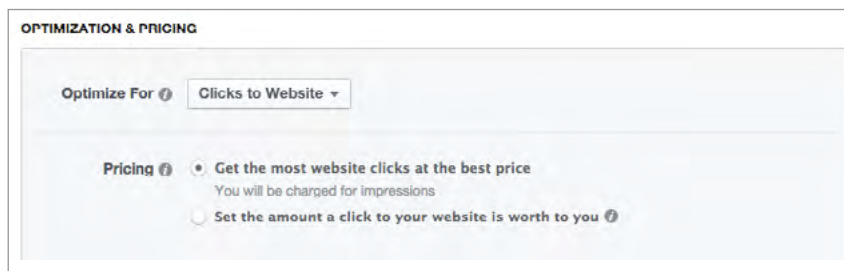 OPTIMIZATION & PRICING
Optimize For Clicks to Website
Pricing Get the most website clicks at the best price
You will be charged for impressions
Set the amount a click to your website is worth to you